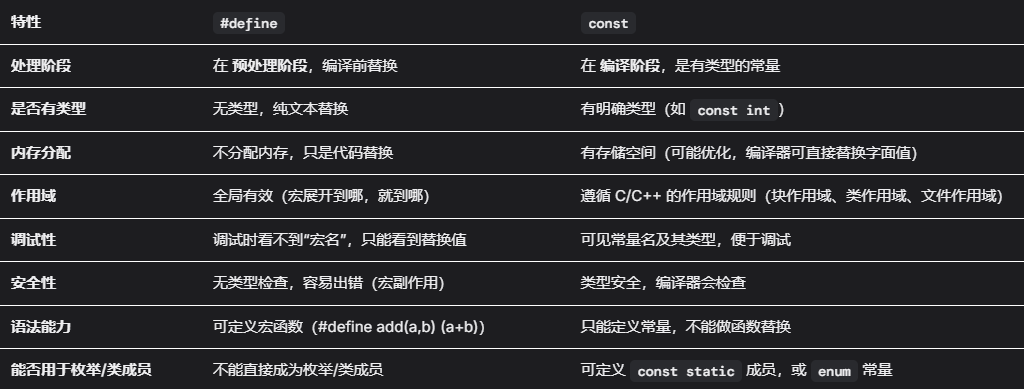 特性 #define const
处理阶段 在 预处理阶段，编译前替换 在 编译阶段，是有类型的常量
是否有类型 无类型，纯文本替换 有明确类型（如 const int）
内存分配 不分配内存，只是代码替换 有存储空间（可能优化，编译器可直接替换字面值）
作用域 全局有效（宏展开到哪，就到哪） 遵循 C/C++ 的作用域规则（块作用域、类作用域、文件作用域）
调试性 调试时看不到“宏名”，只能看到替换值 可见常量名及其类型，便于调试
安全性 无类型检查，容易出错（宏副作用） 类型安全，编译器会检查
语法能力 可定义宏函数（#define add(a,b) (a+b)） 只能定义常量，不能做函数替换
能否用于枚举/类成员 不能直接成为枚举/类成员 可定义 const static 成员，或 enum 常量